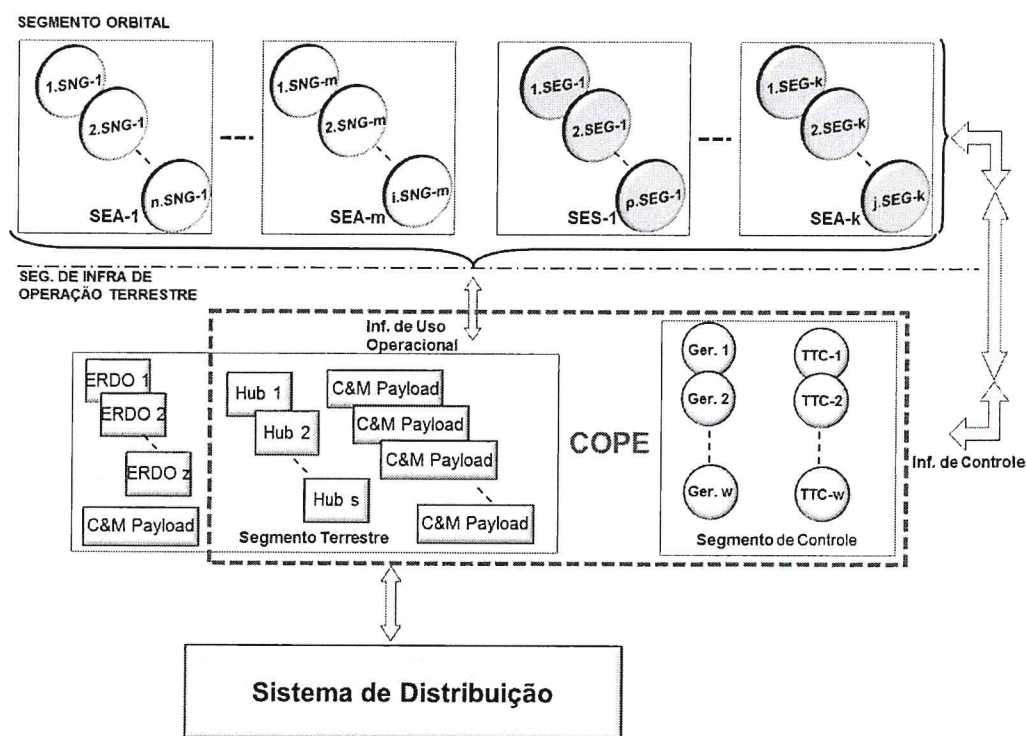 SEGMENTO ORBITAL
1.SNG-1
2.SNG-1
n.SNG-1
SEA-1
1.SNG-m
2.SNG-m
i.SNG-m
SEA-m
1.SEG-1
2.SEG-1
p.SEG-1
SES-1
1.SEG-k
2.SEG-k
j.SEG-k
SEA-k
SEG. DE INFRA DE
OPERAÇÃO TERRESTRE
Inf. de Uso
Operacional
ERDO 1
ERDO 2
ERDO z
C&M Payload
Hub 1
Hub 2
Hub s
C&M Payload
C&M Payload
C&M Payload
C&M Payload
Segmento Terrestre
COPE
Ger. 1
Ger. 2
Ger. w
TTC-1
TTC-2
TTC-w
Segmento de Controle
Inf. de Controle
Sistema de Distribuição